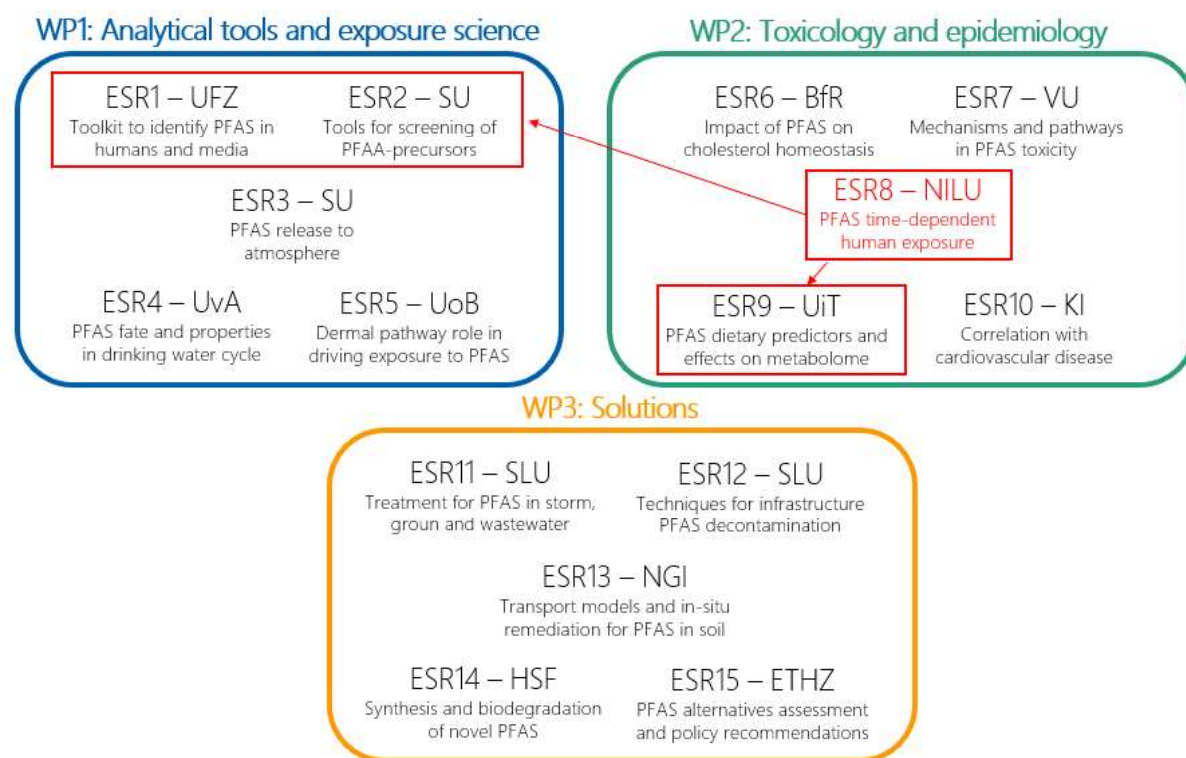 WP1: Analytical tools and exposure science
ESR1 – UFZ
Toolkit to identify PFAS in
humans and media
ESR2 – SU
Tools for screening of
PFAA-precursors
ESR3 – SU
PFAS release to
atmosphere
ESR4 – UvA
PFAS fate and properties
in drinking water cycle
ESR5 – UoB
Dermal pathway role in
driving exposure to PFAS
WP2: Toxicology and epidemiology
ESR6 – BfR
Impact of PFAS on
cholesterol homeostasis
ESR7 – VU
Mechanisms and pathways
in PFAS toxicity
ESR8 – NILU
PFAS time-dependent
human exposure
ESR9 – UiT
PFAS dietary predictors and
effects on metabolome
ESR10 – KI
Correlation with
cardiovascular disease
WP3: Solutions
ESR11 – SLU
Treatment for PFAS in storm,
groun and wastewater
ESR12 – SLU
Techniques for infrastructure
PFAS decontamination
ESR13 – NGI
Transport models and in-situ
remediation for PFAS in soil
ESR14 – HSF
Synthesis and biodegradation
of novel PFAS
ESR15 – ETHZ
PFAS alternatives assessment
and policy recommendations